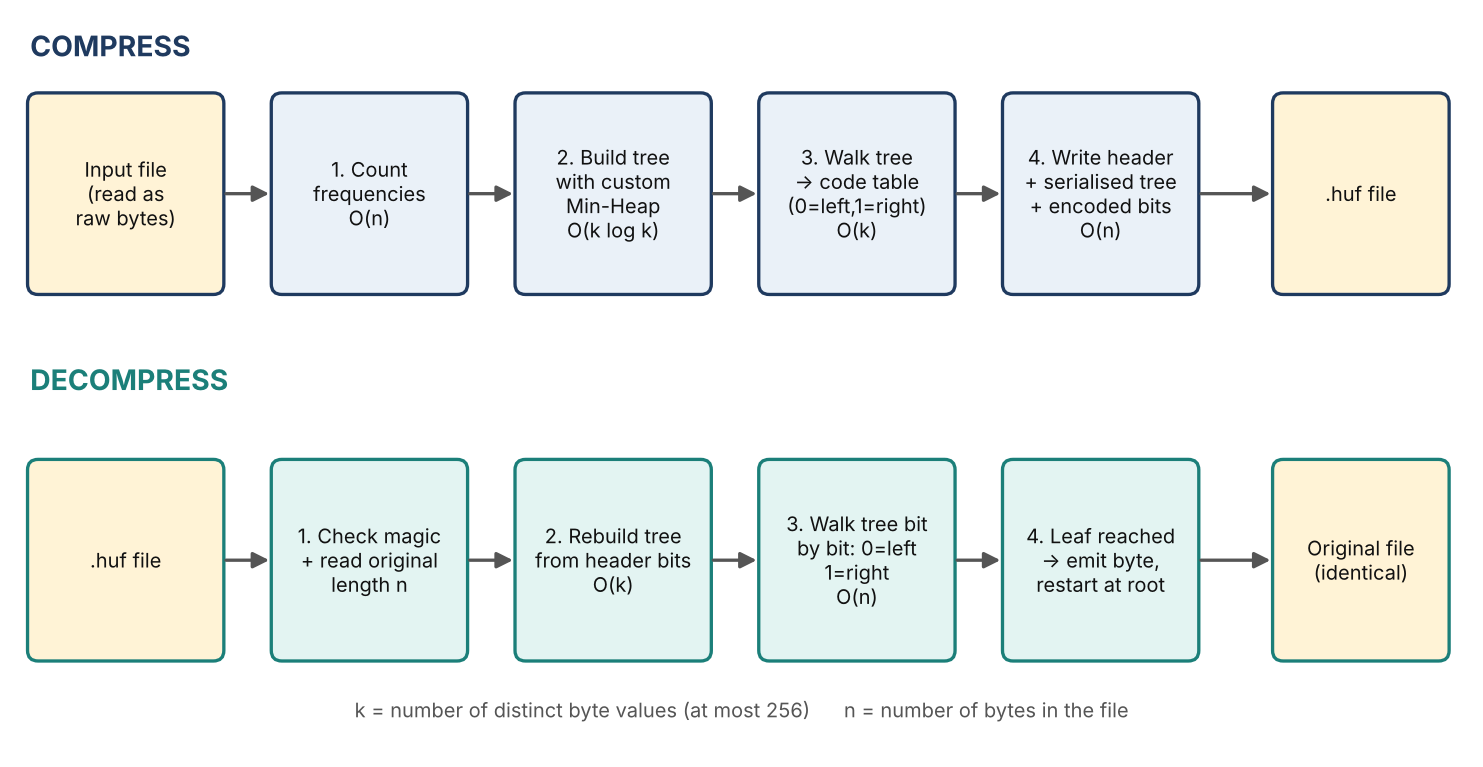 COMPRESS
Input file
(read as
raw bytes)
1. Count
frequencies
O(n)
2. Build tree
with custom
Min-Heap
O(k log k)
3. Walk tree
→ code table
(0=left,1=right)
O(k)
4. Write header
+ serialised tree
+ encoded bits
O(n)
.huf file
DECOMPRESS
.huf file
1. Check magic
+ read original
length n
2. Rebuild tree
from header bits
O(k)
3. Walk tree bit
by bit: 0=left
1=right
O(n)
4. Leaf reached
→ emit byte,
restart at root
Original file
(identical)
k = number of distinct byte values (at most 256) n = number of bytes in the file